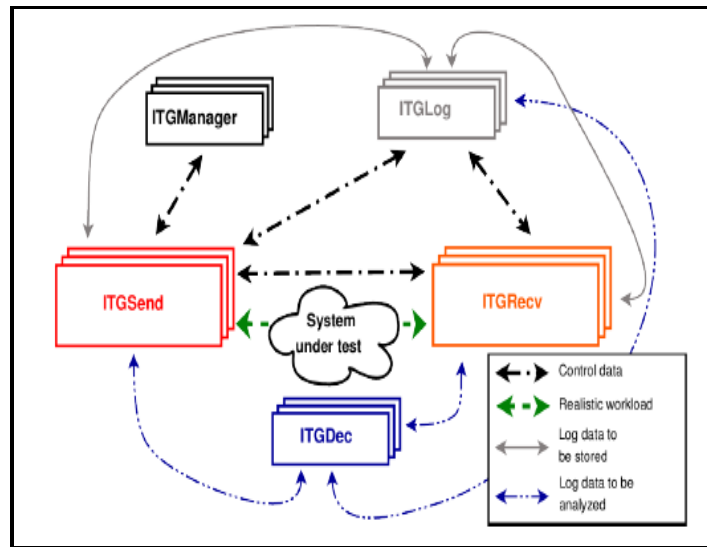 ITGManager
ITGLog
ITGSend
ITGRecv
System
under test
ITGDec
Control data
Realistic workload
Log data to
be stored
Log data to be
analyzed